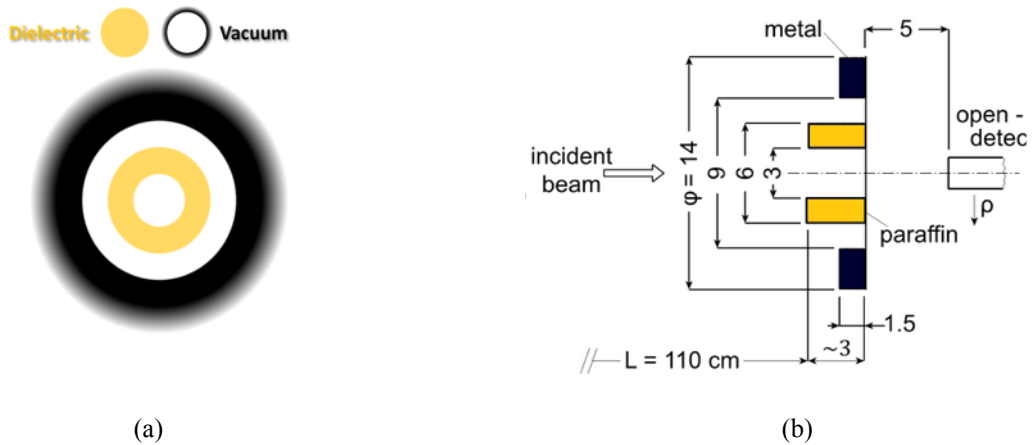 Dielectric
Vacuum
metal
5
open -
detec
incident
beam
φ = 14
9
6
3
ρ
paraffin
1.5
~3
L = 110 cm
(a)
(b)